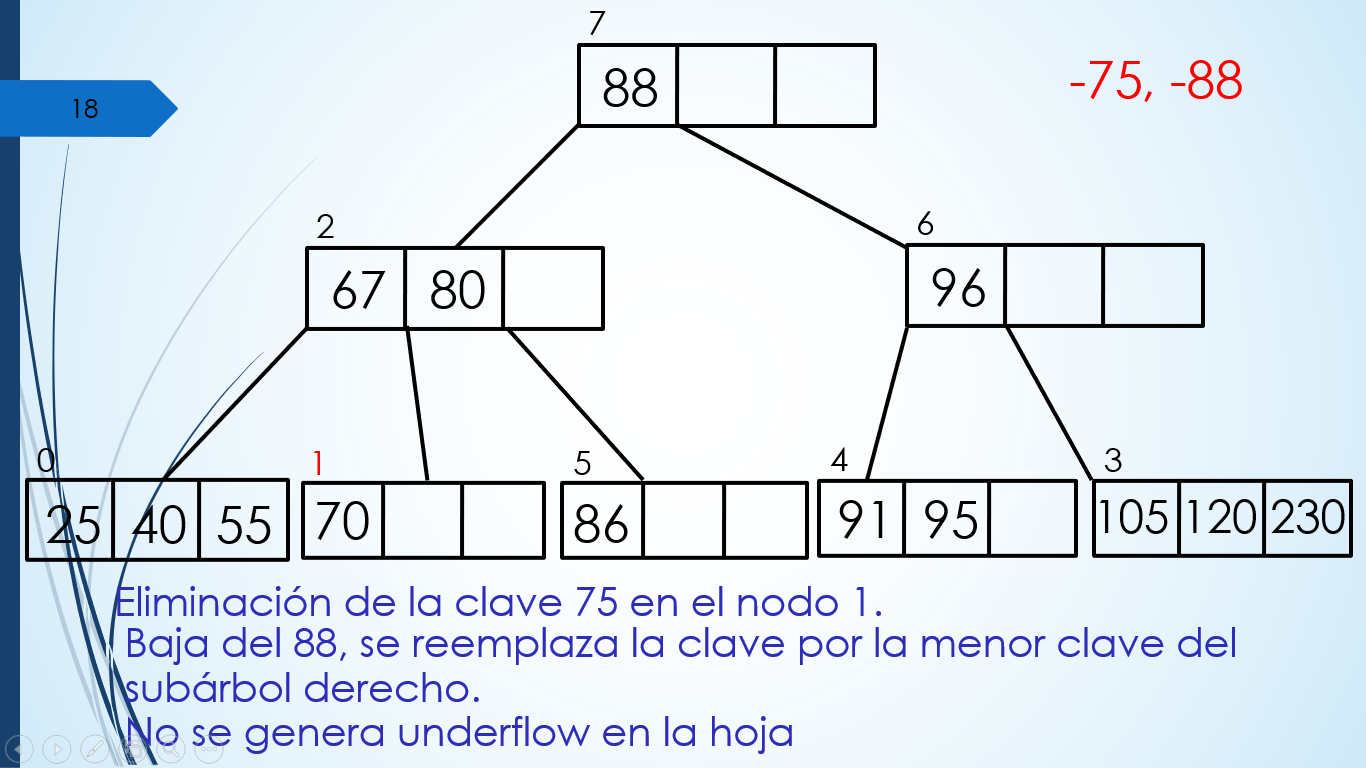 7
88
-75, -88
18
2
6
67 80
96
0
1
5
4
3
25 40 55
70
86
91 95
105 120 230
Eliminación de la clave 75 en el nodo 1.
Baja del 88, se reemplaza la clave por la menor clave del
subárbol derecho.
No se genera underflow en la hoja